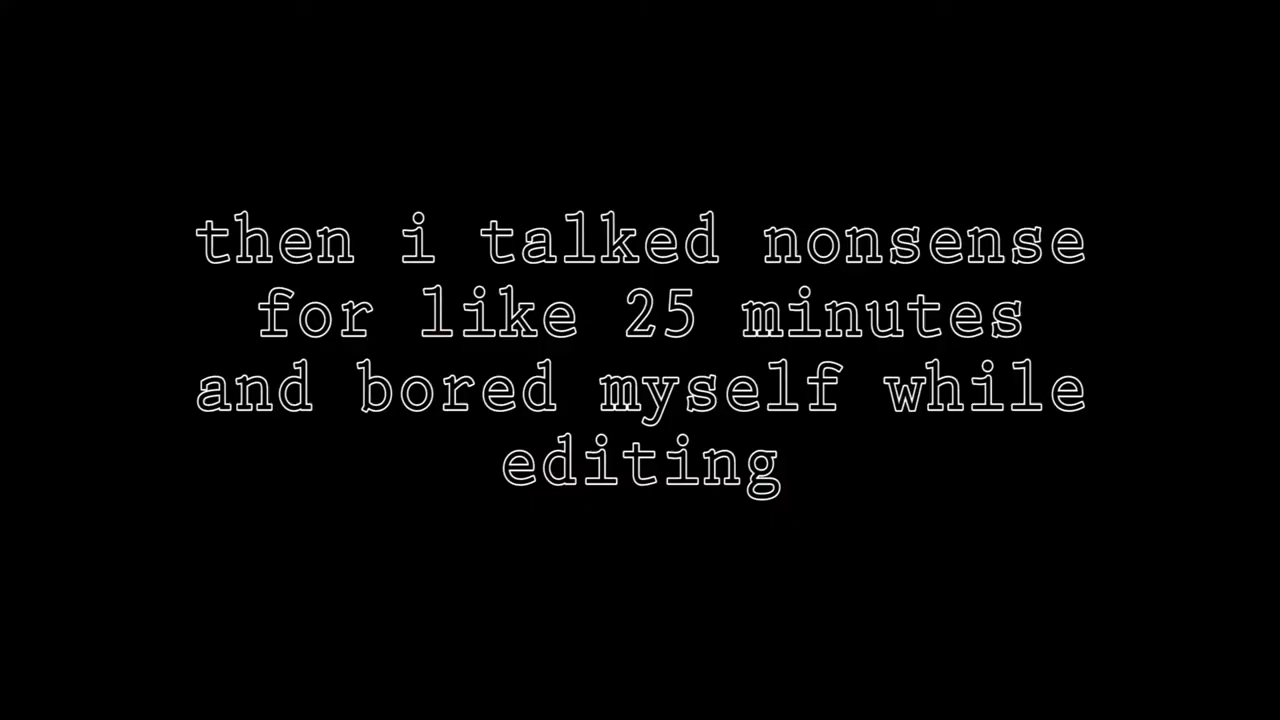 then i talked nonsense
for like 25 minutes
and bored myself while
editing